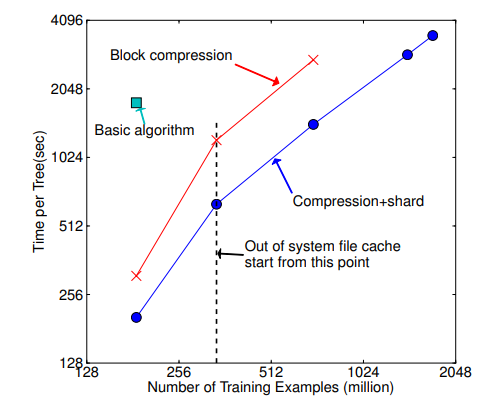 4096
Block compression
2048
Basic algorithm
1024
Time per Tree(sec)
Compression+shard
512
Out of system file cache
start from this point
256
128
128 256 512 1024 2048
Number of Training Examples (million)